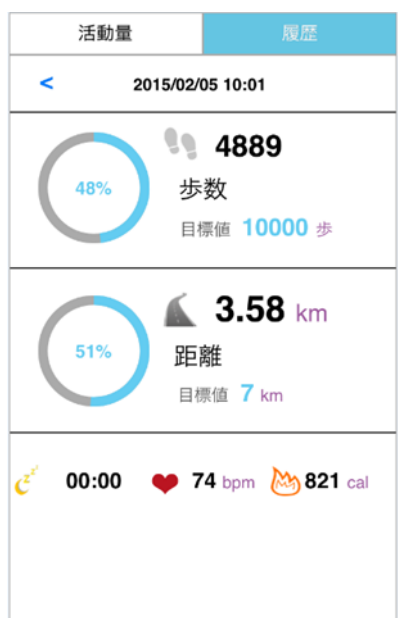 活動量 履歴
< 2015/02/05 10:01
4889
48%
歩数
目標値 10000 歩
3.58 km
51%
距離
目標値 7 km
00:00 74 bpm 821 cal